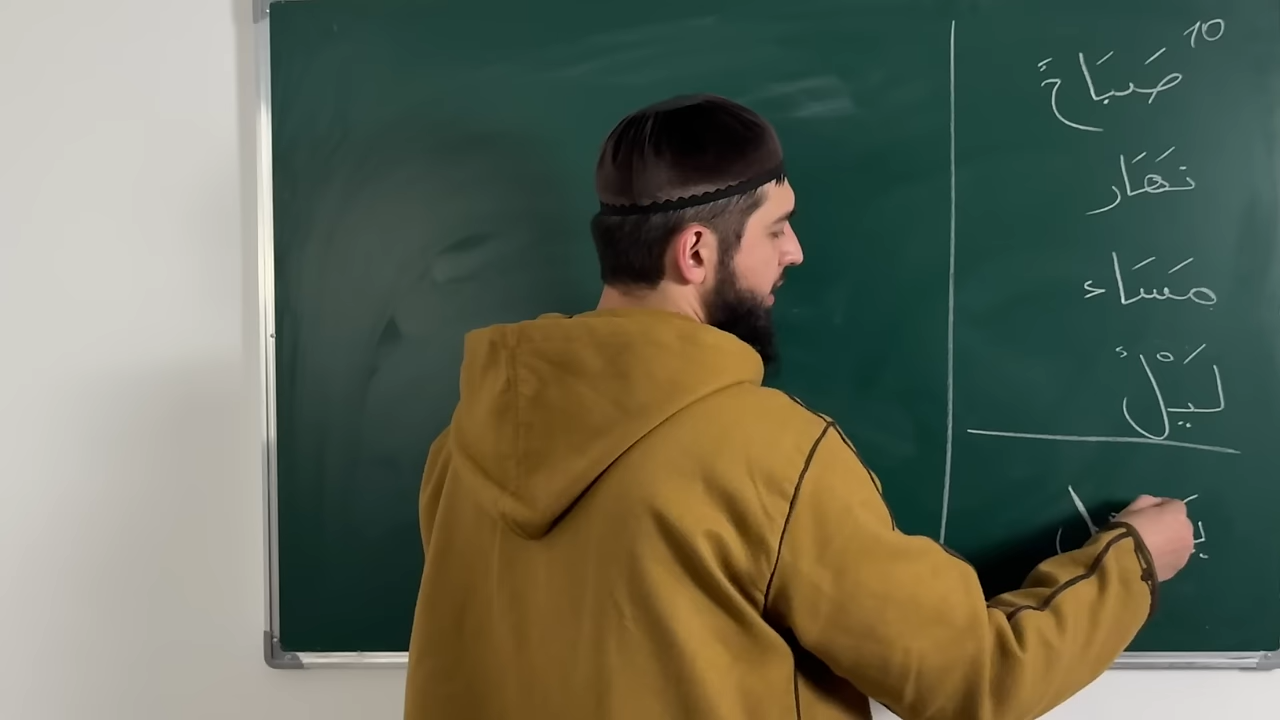 10
صَبَاحٌ
نَهَار
مَسَاء
لَيْلٌ